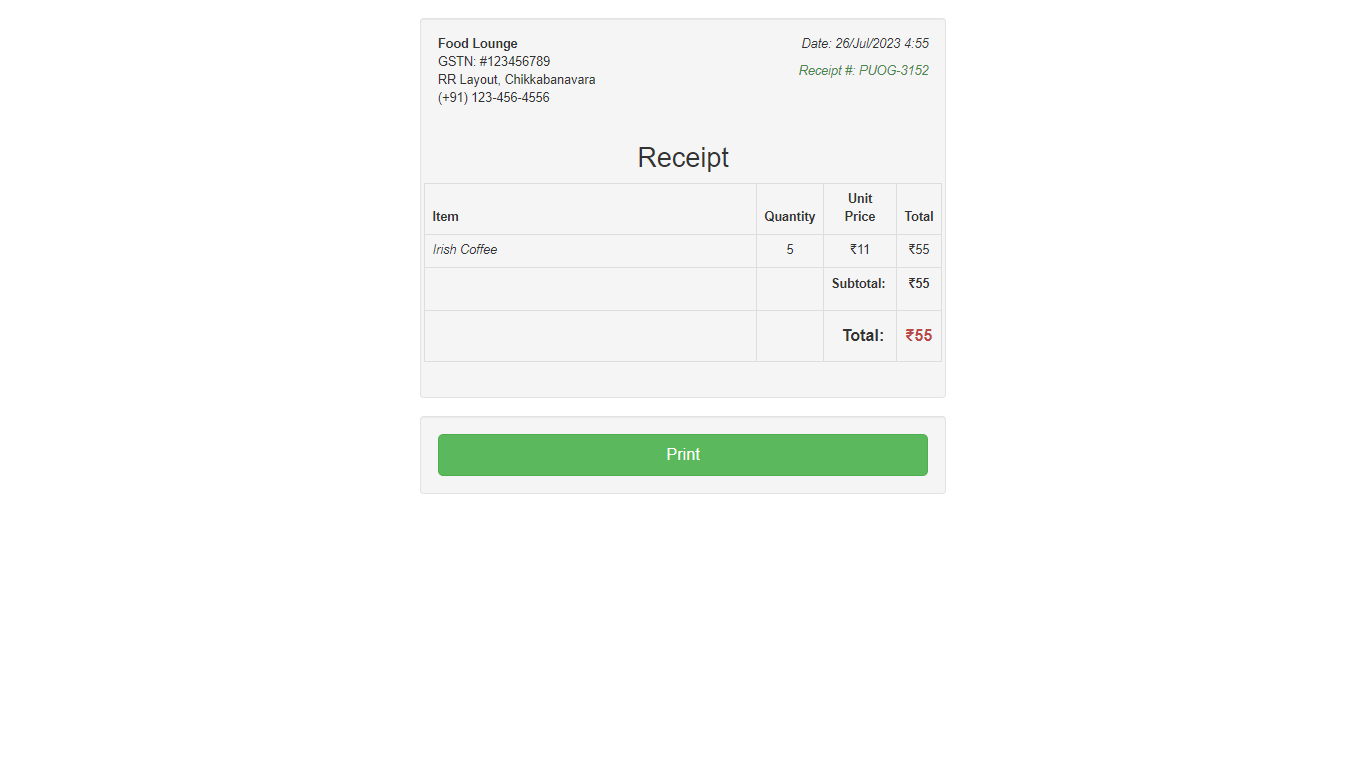 Food Lounge
Date: 26/Jul/2023 4:55
GSTN: #123456789
Receipt #: PUOG-3152
RR Layout, Chikkabanavara
(+91) 123-456-4556
Receipt
Item Quantity Unit Price Total
Irish Coffee 5 ₹11 ₹55
Subtotal: ₹55
Total: ₹55
Print